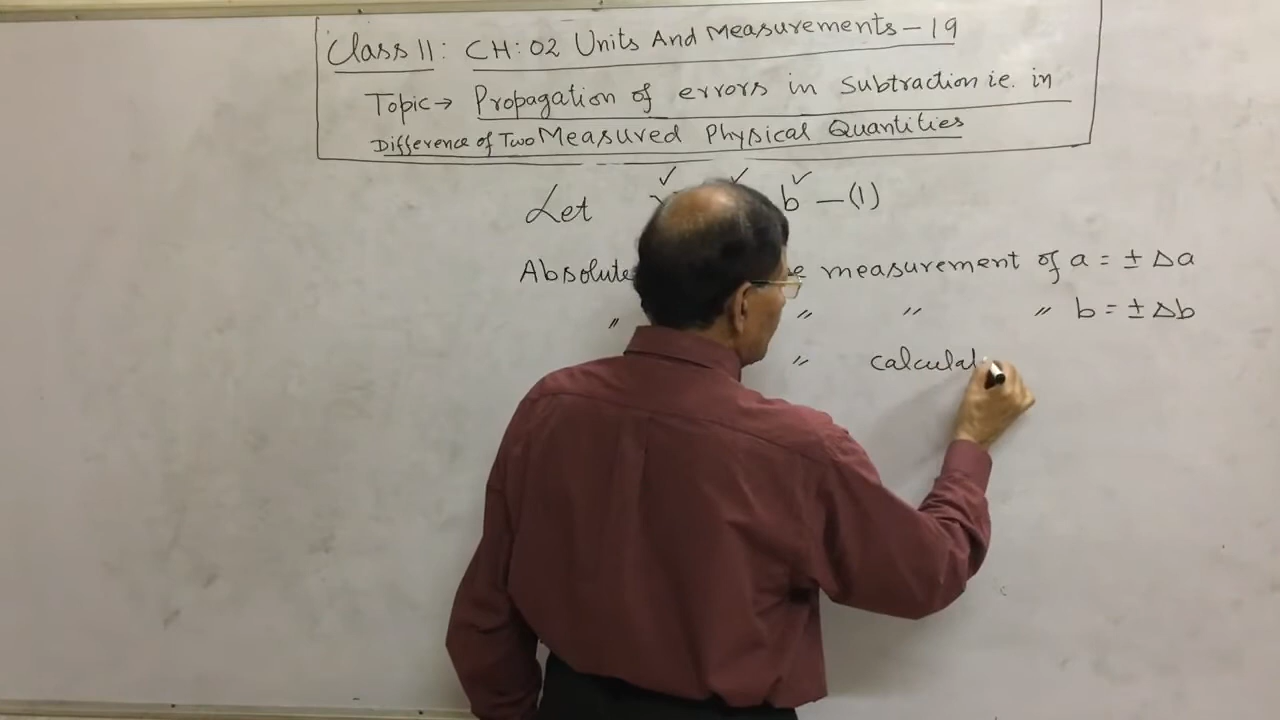 Class 11: CH: 02 Units And Measurements - 19
Topic → Propagation of errors in Subtraction ie. in
Difference of Two Measured Physical Quantities
Let b — (1)
Absolute measurement of a = ± Δa
〃 〃 〃 〃 b = ± Δb
〃 calculat